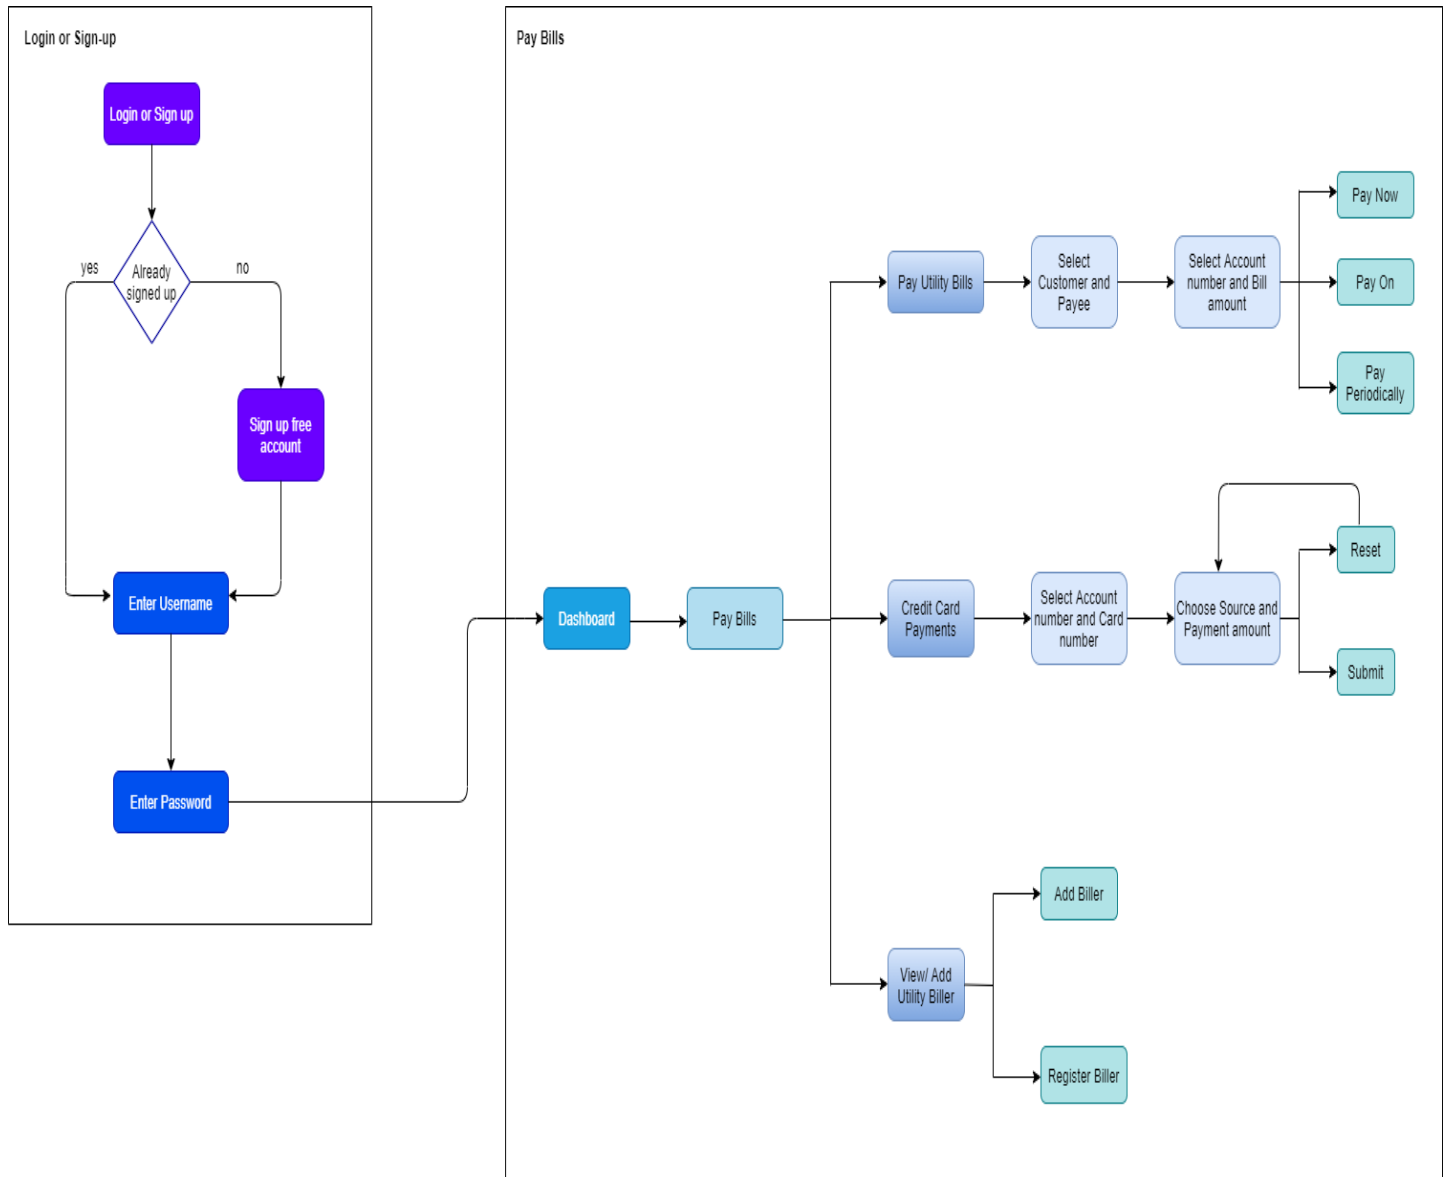 Login or Sign-up
Login or Sign up
yes
Already
signed up
no
Sign up free
account
Enter Username
Enter Password
Pay Bills
Dashboard
Pay Bills
Pay Utility Bills
Select
Customer and
Payee
Select Account
number and Bill
amount
Pay Now
Pay On
Pay
Periodically
Credit Card
Payments
Select Account
number and Card
number
Choose Source and
Payment amount
Reset
Submit
View/ Add
Utility Biller
Add Biller
Register Biller